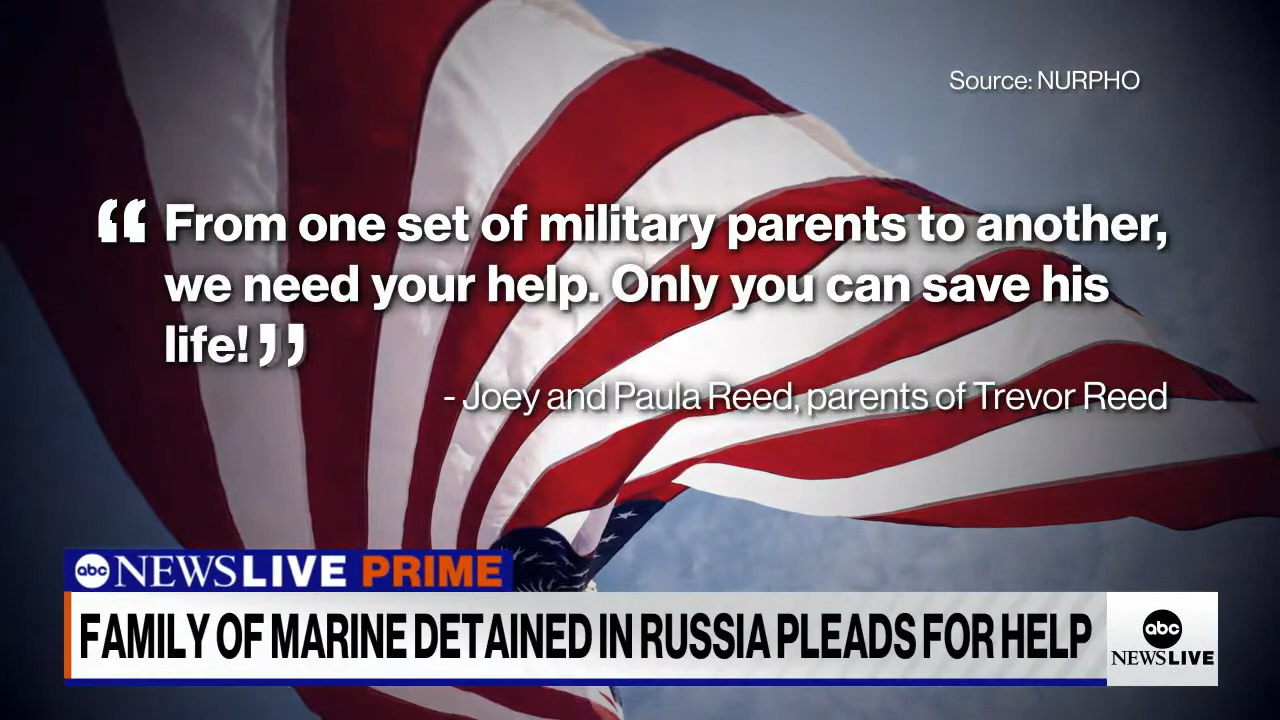 Source: NURPHO
“ From one set of military parents to another,
we need your help. Only you can save his
life! ”
- Joey and Paula Reed, parents of Trevor Reed
abc NEWS LIVE PRIME
FAMILY OF MARINE DETAINED IN RUSSIA PLEADS FOR HELP
abc
NEWS LIVE